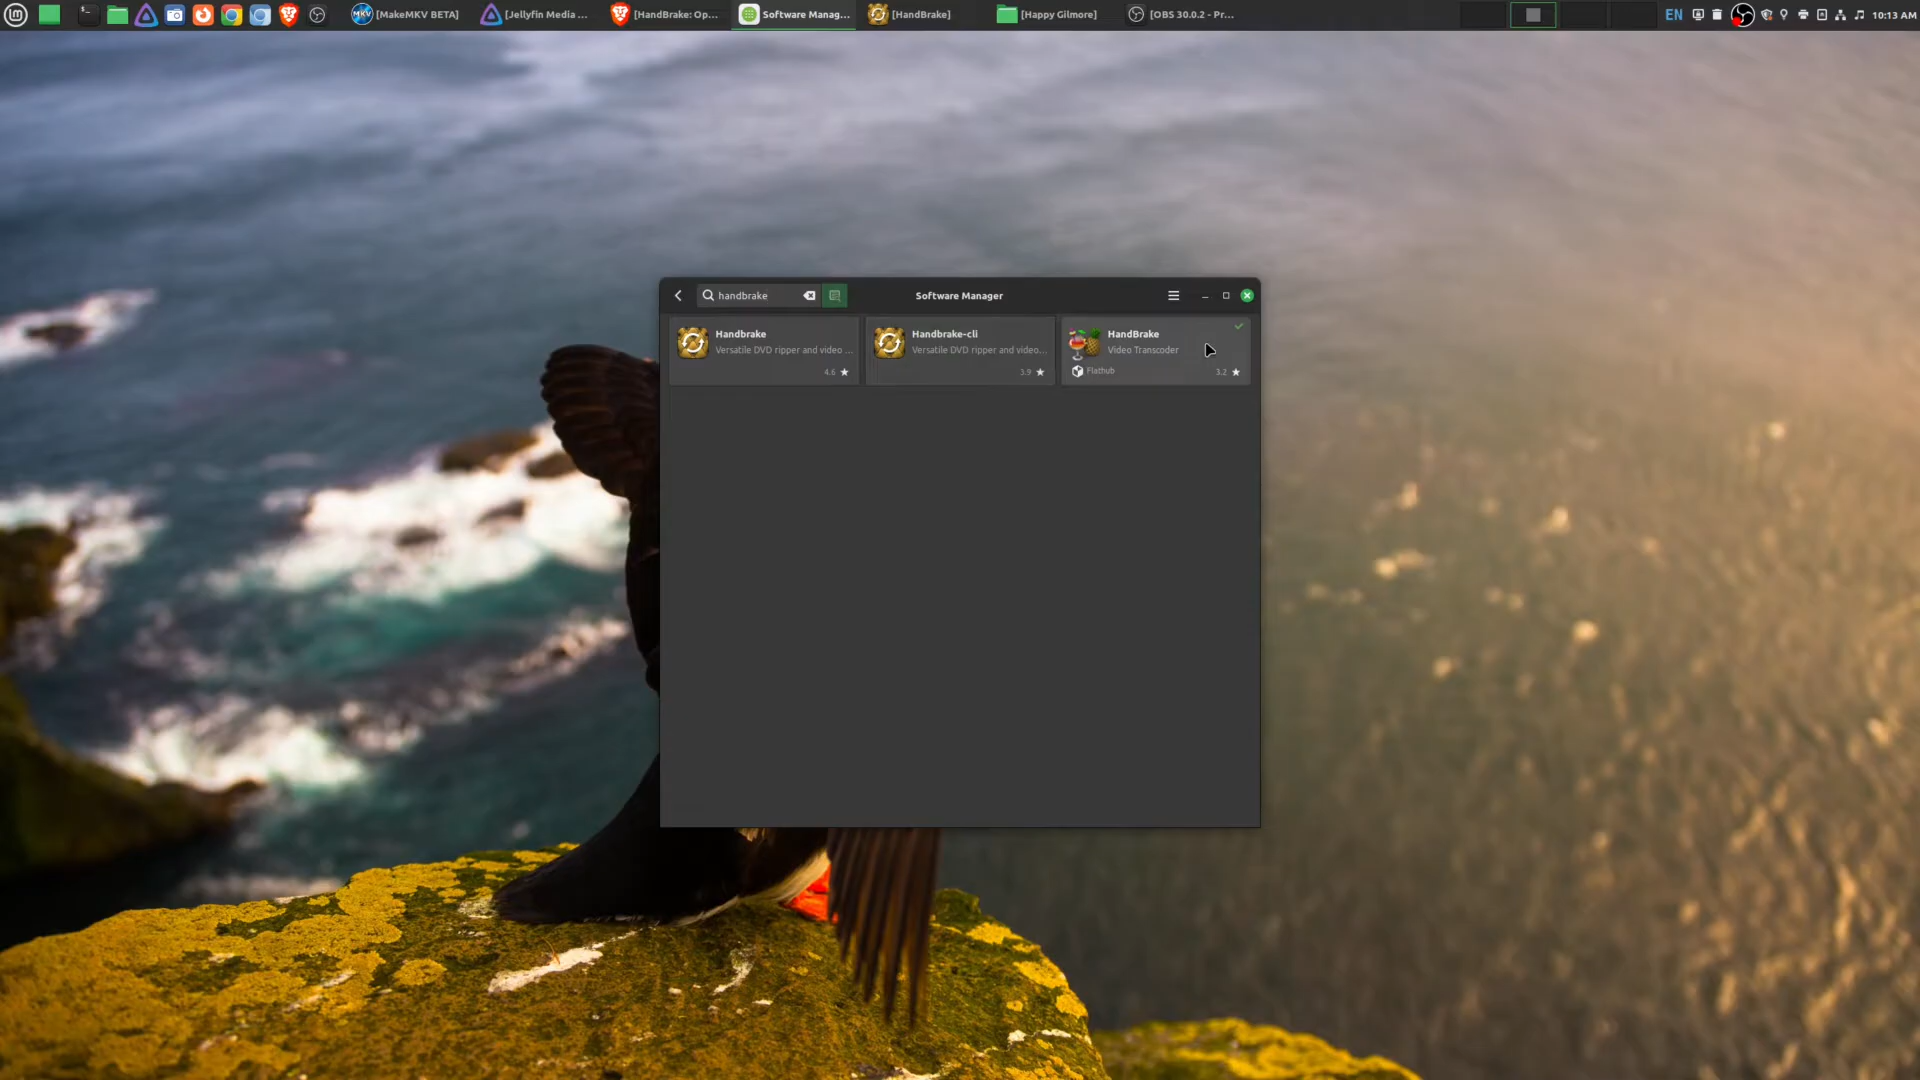 [MakeMKV BETA]
[Jellyfin Media ...
[HandBrake: Op...
Software Manag...
[HandBrake]
[Happy Gilmore]
[OBS 30.0.2 - Pr...
EN
10:13 AM
handbrake
Software Manager
Handbrake
Versatile DVD ripper and video ...
4.6 ★
Handbrake-cli
Versatile DVD ripper and video...
3.9 ★
HandBrake
Video Transcoder
Flathub
3.2 ★